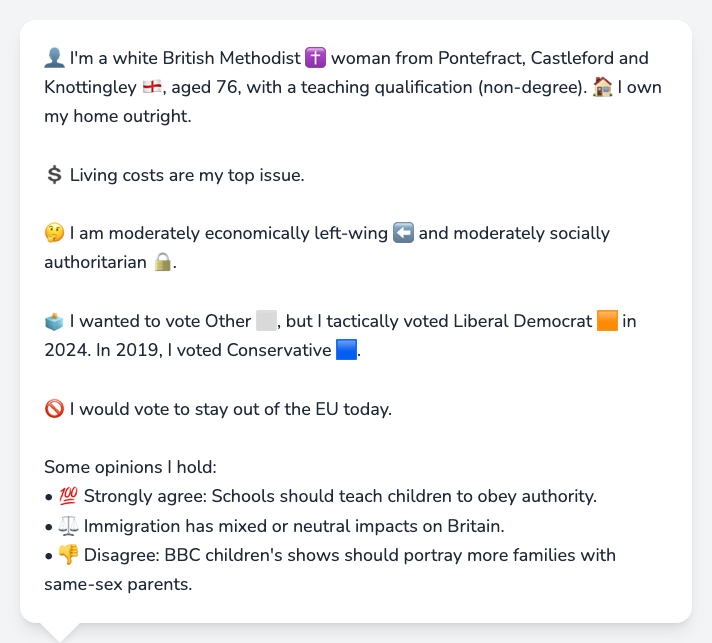 👤 I'm a white British Methodist ✝️ woman from Pontefract, Castleford and
Knottingley 🏴󠁧󠁢󠁥󠁮󠁧󠁿, aged 76, with a teaching qualification (non-degree). 🏠 I own
my home outright.
💲 Living costs are my top issue.
🤔 I am moderately economically left-wing ⬅️ and moderately socially
authoritarian 🔒.
🗳️ I wanted to vote Other ⬜, but I tactically voted Liberal Democrat 🟧 in
2024. In 2019, I voted Conservative 🟦.
🚫 I would vote to stay out of the EU today.
Some opinions I hold:
• 💯 Strongly agree: Schools should teach children to obey authority.
• ⚖️ Immigration has mixed or neutral impacts on Britain.
• 👎 Disagree: BBC children's shows should portray more families with
same-sex parents.